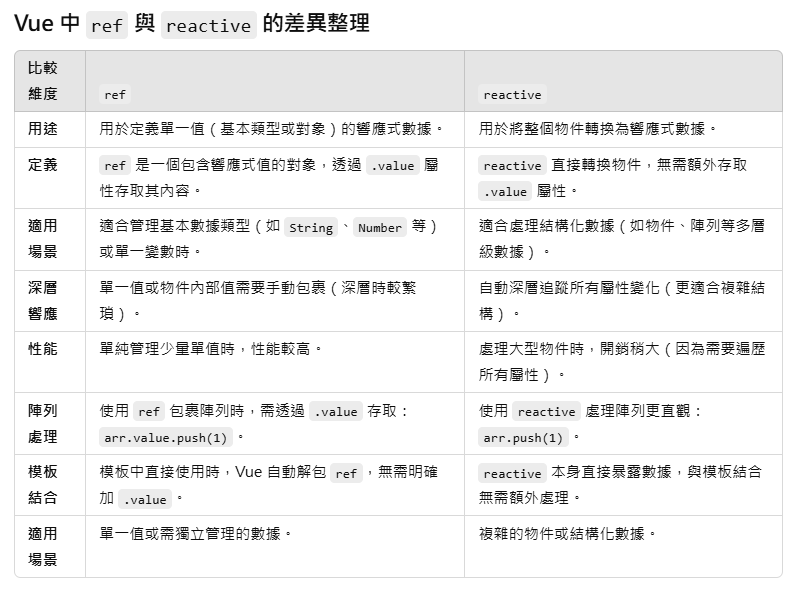 Vue 中 ref 與 reactive 的差異整理
比較
維度
ref
reactive
用途
用於定義單一值（基本類型或對象）的響應式數據。
用於將整個物件轉換為響應式數據。
定義
ref 是一個包含響應式值的對象，透過 .value 屬
性存取其內容。
reactive 直接轉換物件，無需額外存取
.value 屬性。
適用
場景
適合管理基本數據類型（如 String、Number 等）
或單一變數時。
適合處理結構化數據（如物件、陣列等多層
級數據）。
深層
響應
單一值或物件內部值需要手動包裹（深層時較繁
瑣）。
自動深層追蹤所有屬性變化（更適合複雜結
構）。
性能
單純管理少量單值時，性能較高。
處理大型物件時，開銷稍大（因為需要遍歷
所有屬性）。
陣列
處理
使用 ref 包裹陣列時，需透過 .value 存取：
arr.value.push(1)。
使用 reactive 處理陣列更直觀：
arr.push(1)。
模板
結合
模板中直接使用時，Vue 自動解包 ref，無需明確
加 .value。
reactive 本身直接暴露數據，與模板結合
無需額外處理。
適用
場景
單一值或需獨立管理的數據。
複雜的物件或結構化數據。